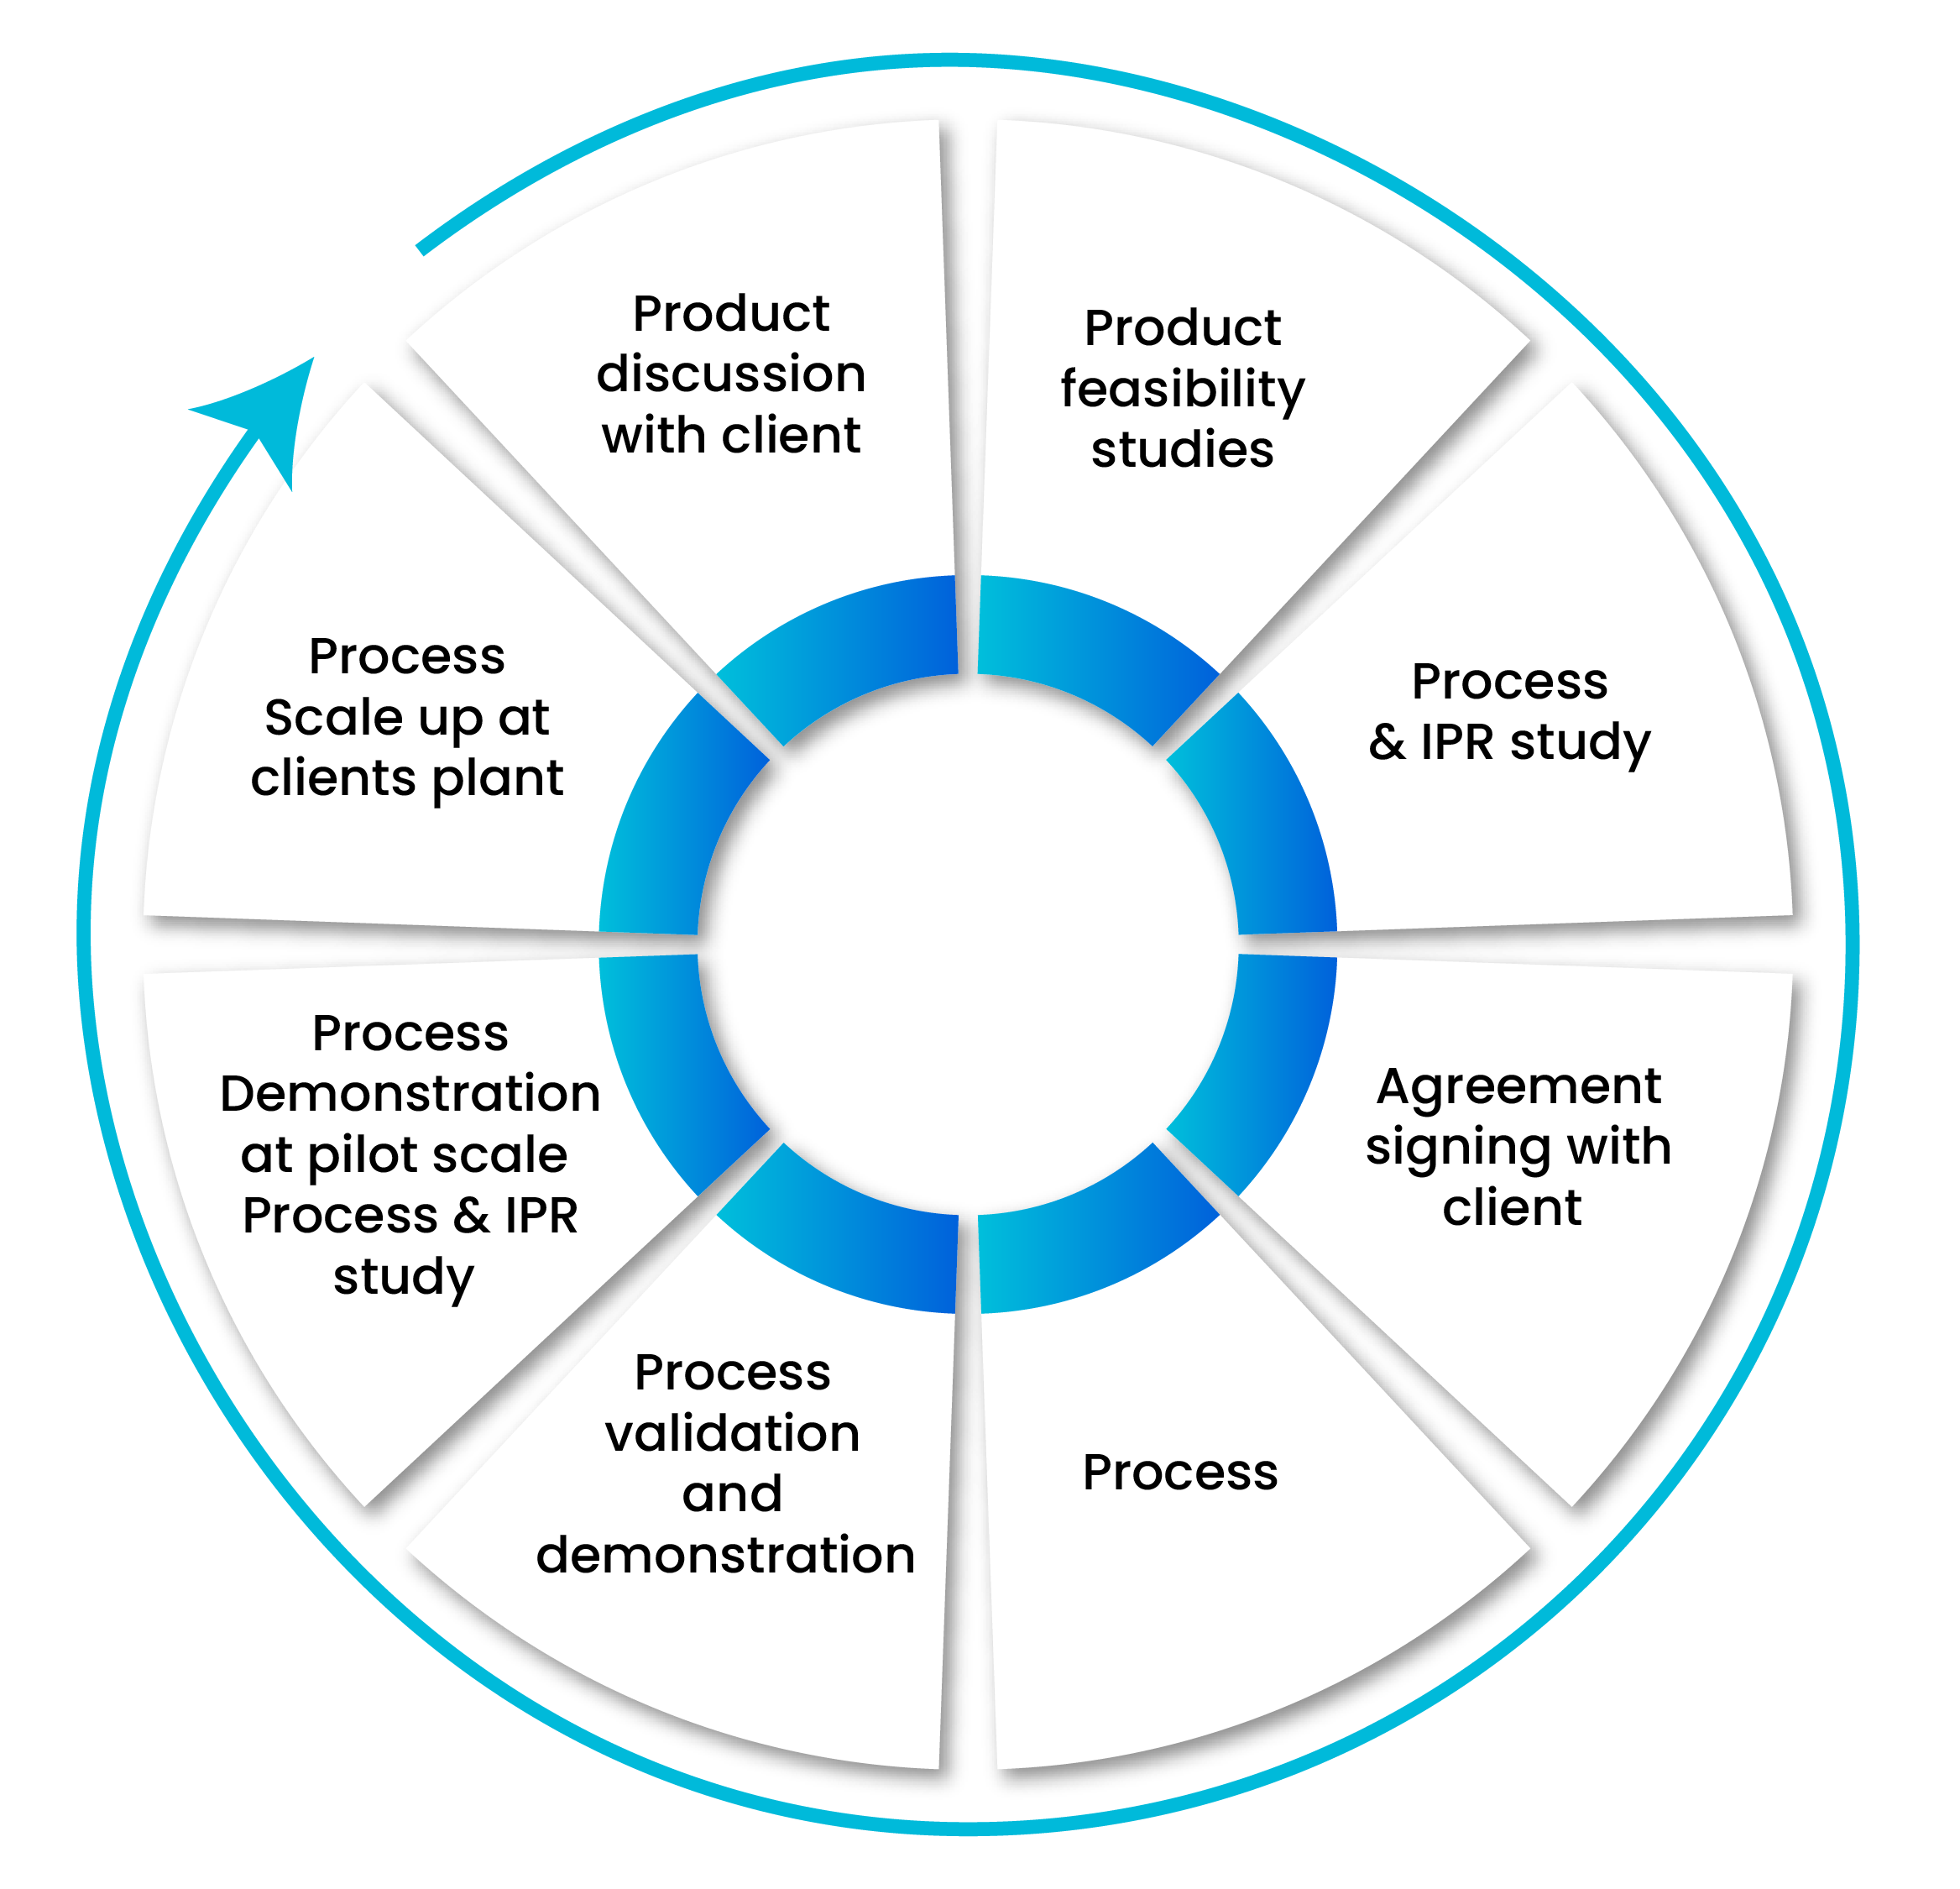 Product
discussion
with client
Product
feasibility
studies
Process
& IPR study
Agreement
signing with
client
Process
Process
validation
and
demonstration
Process
Demonstration
at pilot scale
Process & IPR
study
Process
Scale up at
clients plant